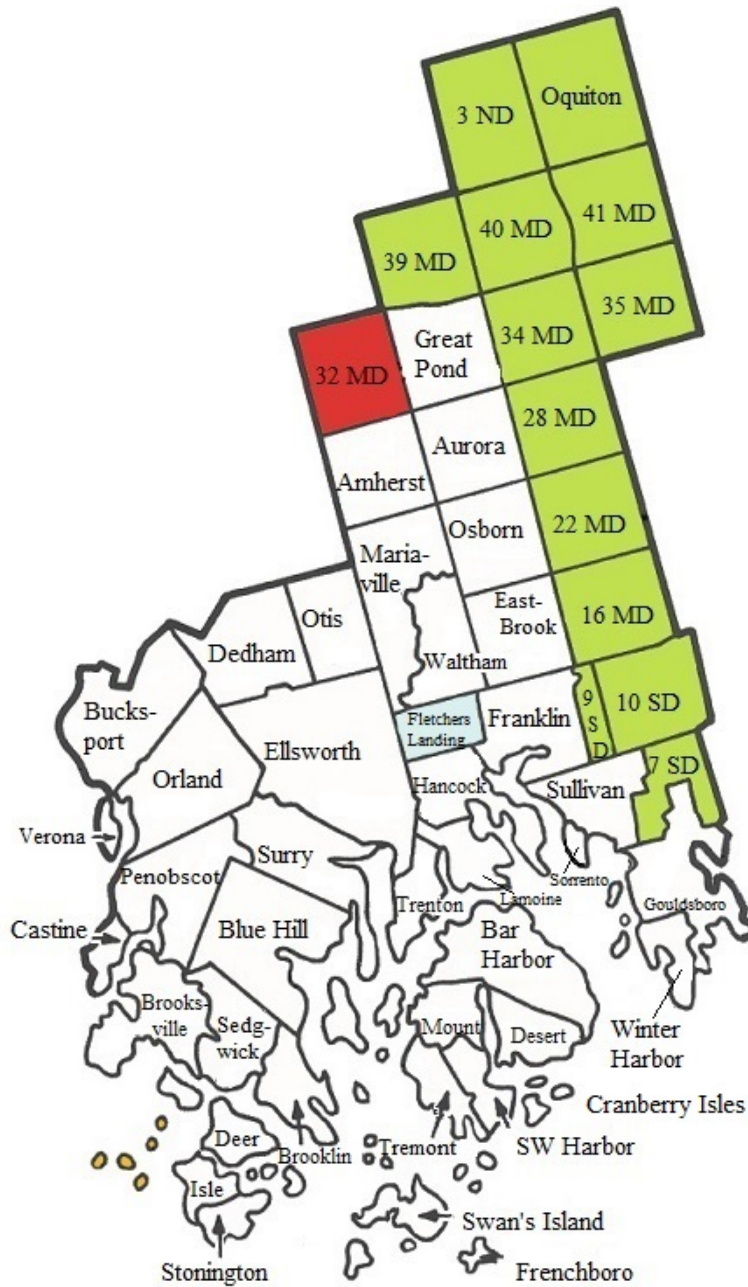 3 ND
Oquiton
40 MD
41 MD
39 MD
35 MD
34 MD
Great
Pond
32 MD
28 MD
Aurora
Amherst
Osborn
22 MD
Maria-
ville
East-
Brook
16 MD
Otis
Dedham
Waltham
9
S
D
10 SD
Bucks-
port
Fletchers
Landing
Franklin
Ellsworth
Orland
Hancock
Sullivan
7 SD
Verona
Surry
Penobscot
Sorrento
Lamoine
Trenton
Gouldsboro
Castine
Blue Hill
Bar
Harbor
Brooks-
ville
Sedg-
wick
Mount
Desert
Winter
Harbor
Cranberry Isles
Deer
Brooklin
Tremont
SW Harbor
Isle
Swan's Island
Stonington
Frenchboro